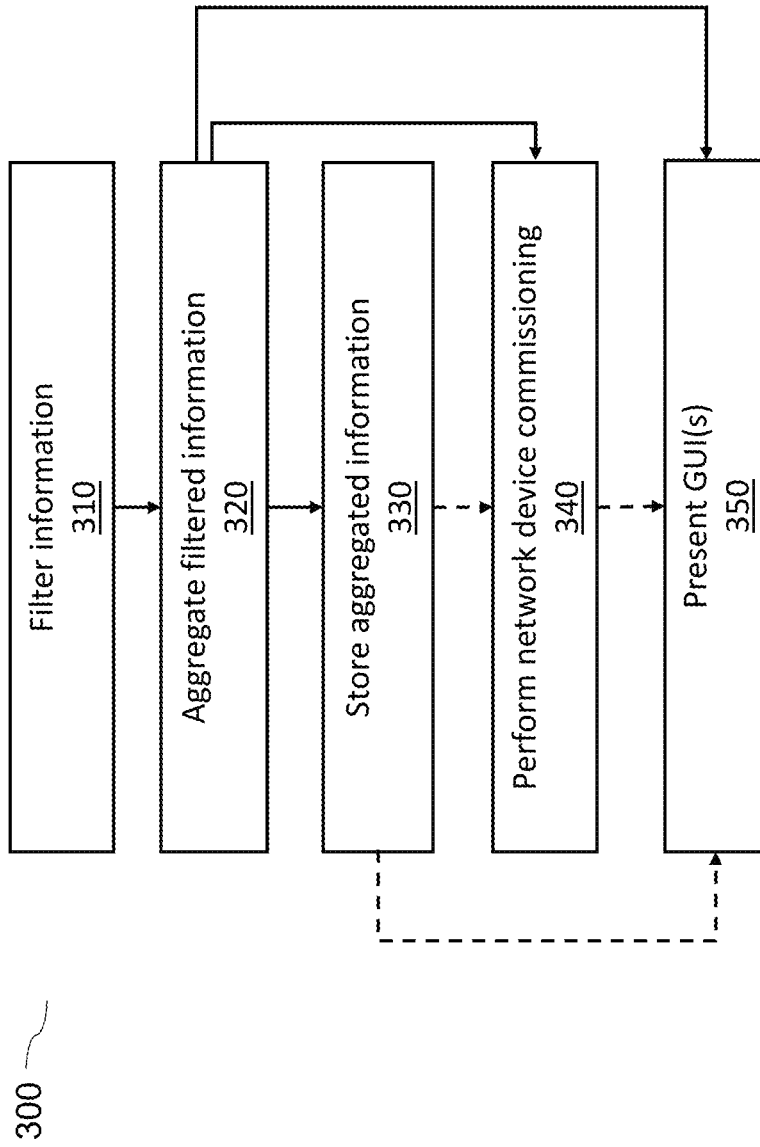 300
Filter information
310
Aggregate filtered information
320
Store aggregated information
330
Perform network device commissioning
340
Present GUI(s)
350